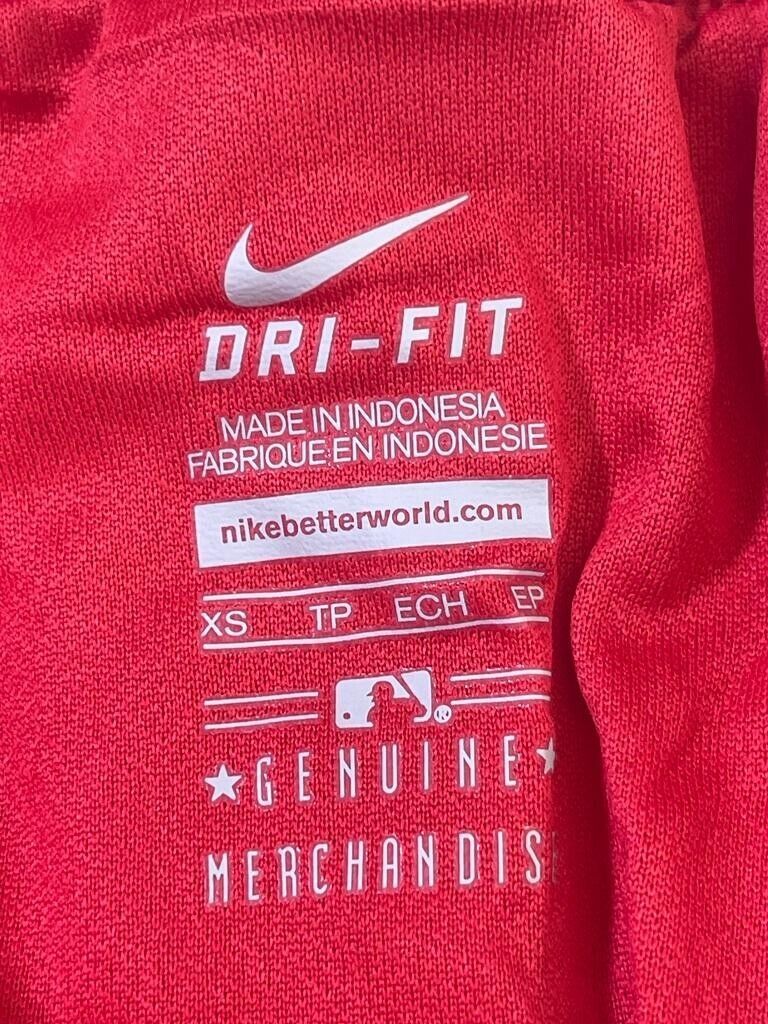 DRI-FIT
MADE IN INDONESIA
FABRIQUE EN INDONESIE
nikebetterworld.com
XS TP ECH EP
®
GENUINE
MERCHANDISE